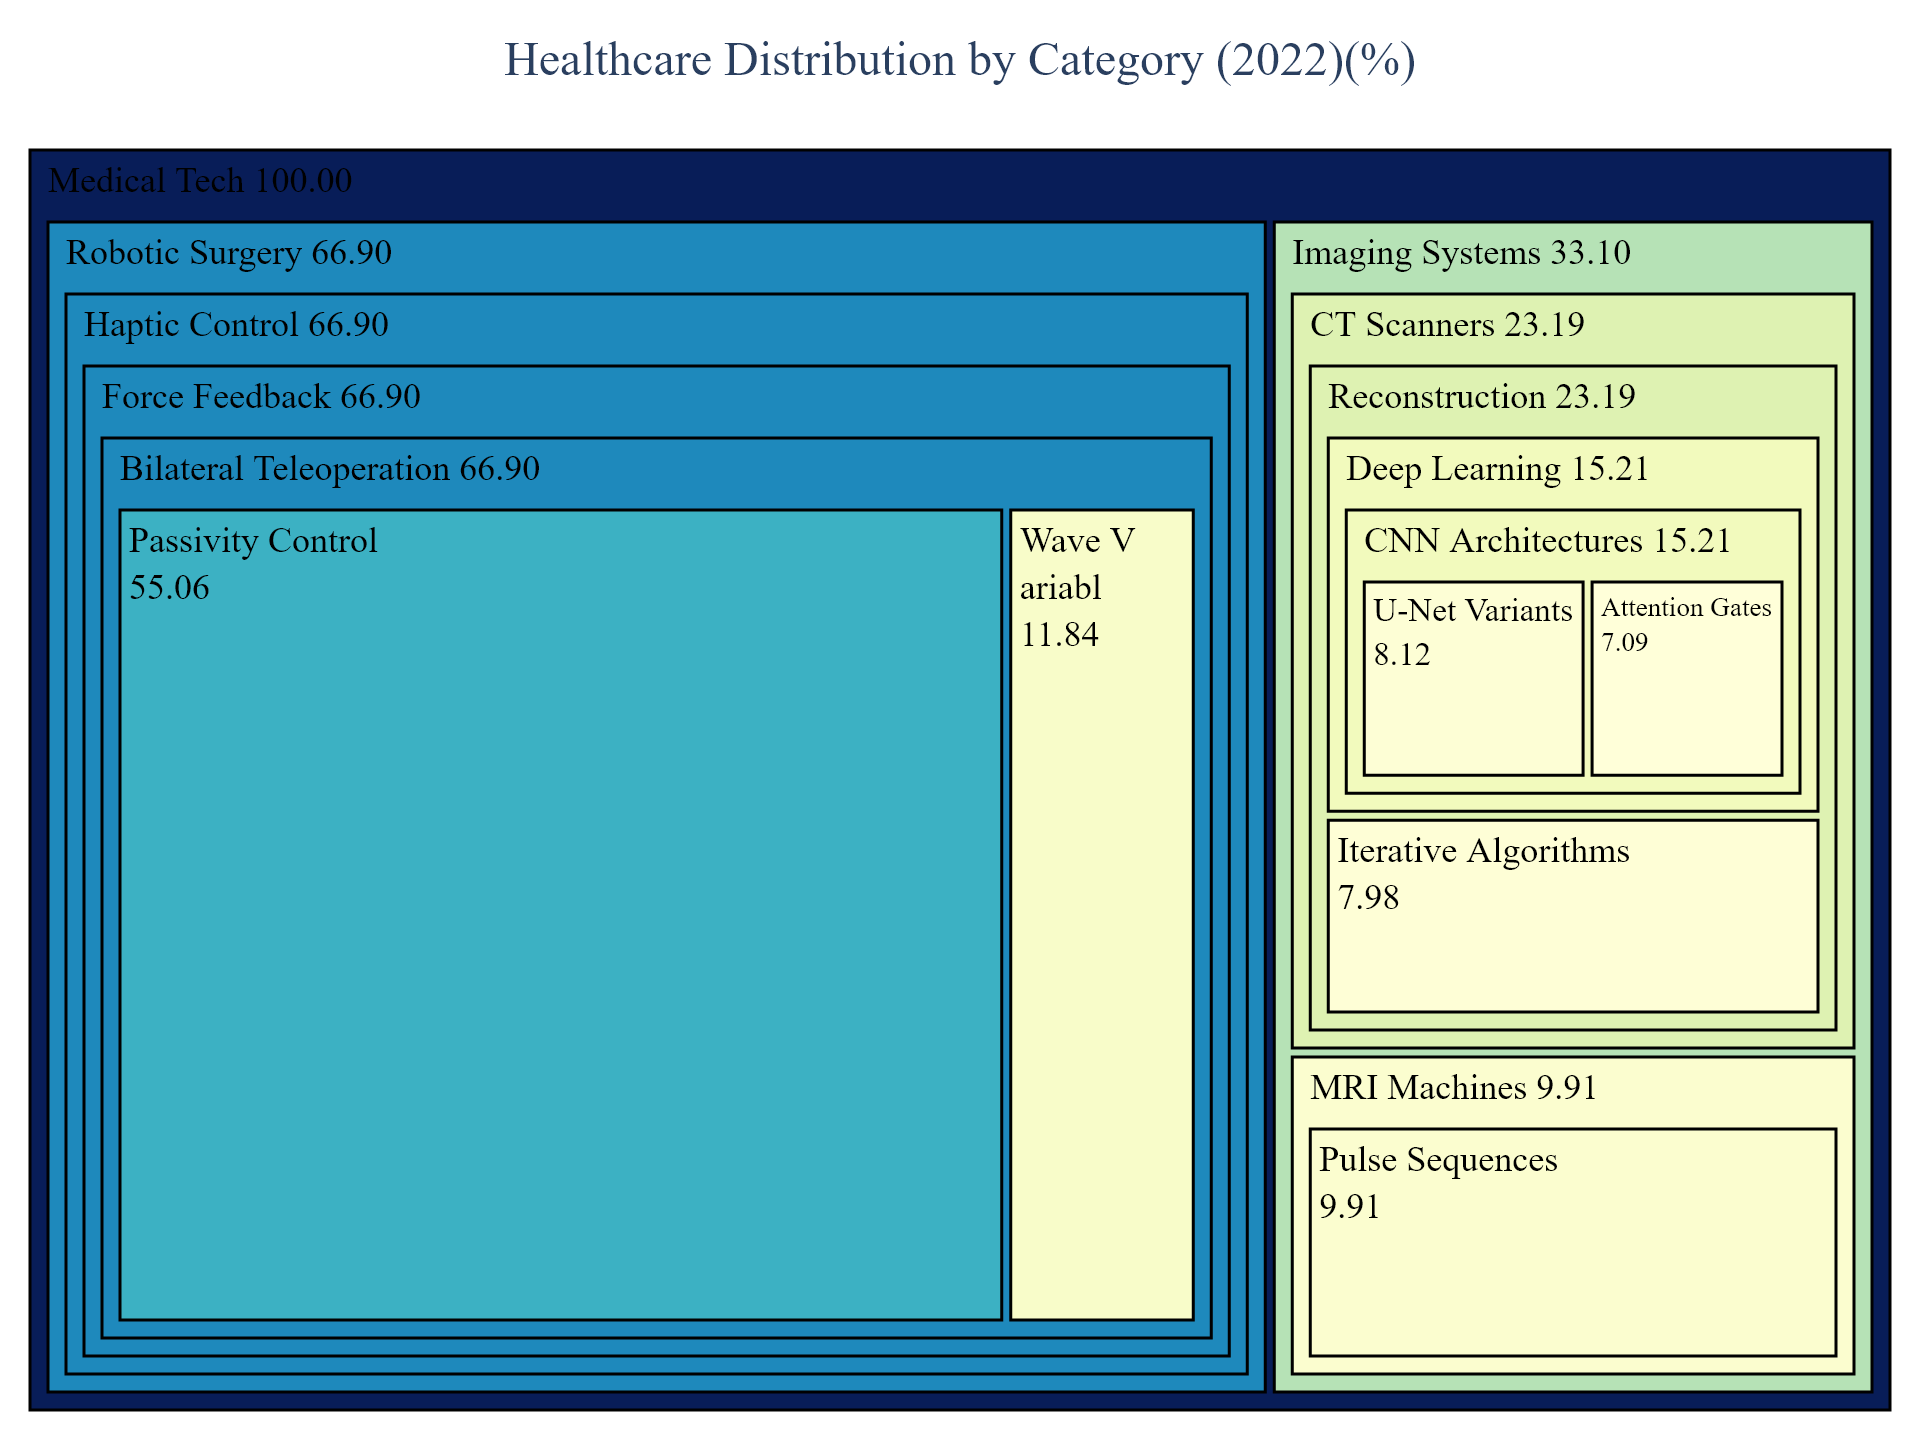 Healthcare Distribution by Category (2022)(%)
Medical Tech 100.00
Robotic Surgery 66.90
Haptic Control 66.90
Force Feedback 66.90
Bilateral Teleoperation 66.90
Passivity Control
55.06
Wave V
ariabl
11.84
Imaging Systems 33.10
CT Scanners 23.19
Reconstruction 23.19
Deep Learning 15.21
CNN Architectures 15.21
U-Net Variants
8.12
Attention Gates
7.09
Iterative Algorithms
7.98
MRI Machines 9.91
Pulse Sequences
9.91